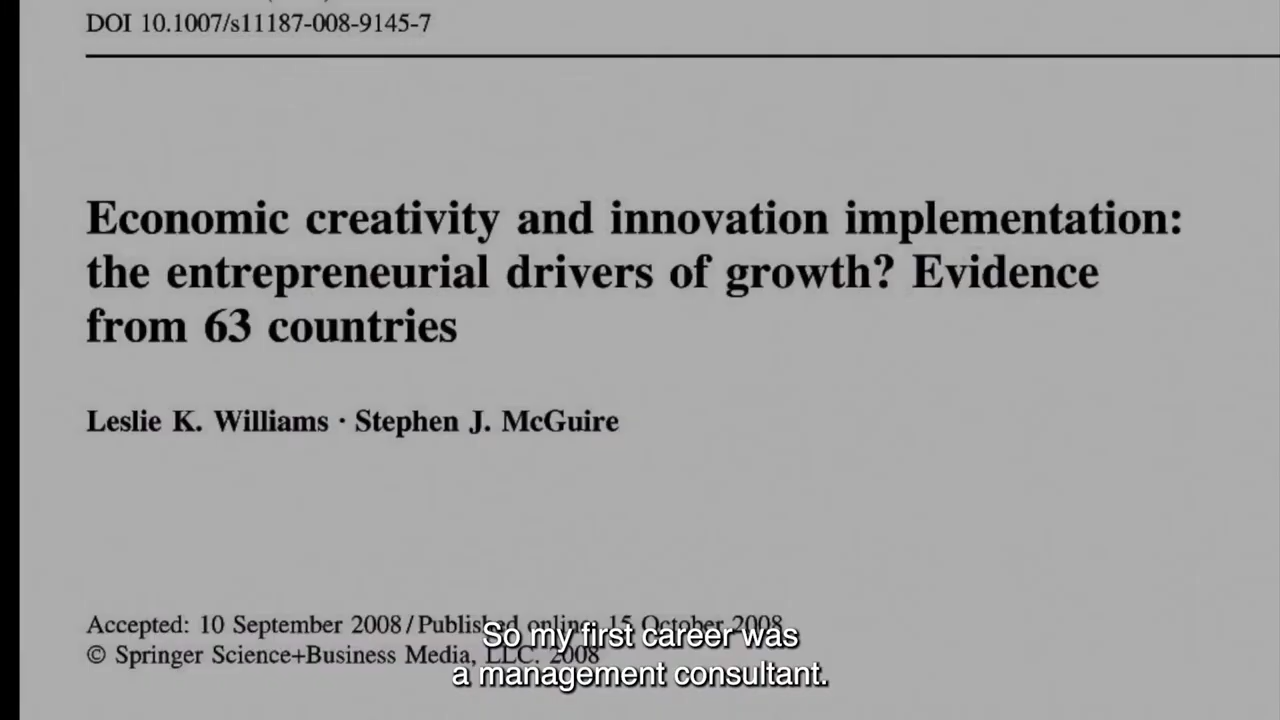 DOI 10.1007/s11187-008-9145-7
Economic creativity and innovation implementation:
the entrepreneurial drivers of growth? Evidence
from 63 countries
Leslie K. Williams · Stephen J. McGuire
Accepted: 10 September 2008 / Published online: 15 October 2008
© Springer Science+Business Media, LLC. 2008
So my first career was
a management consultant.